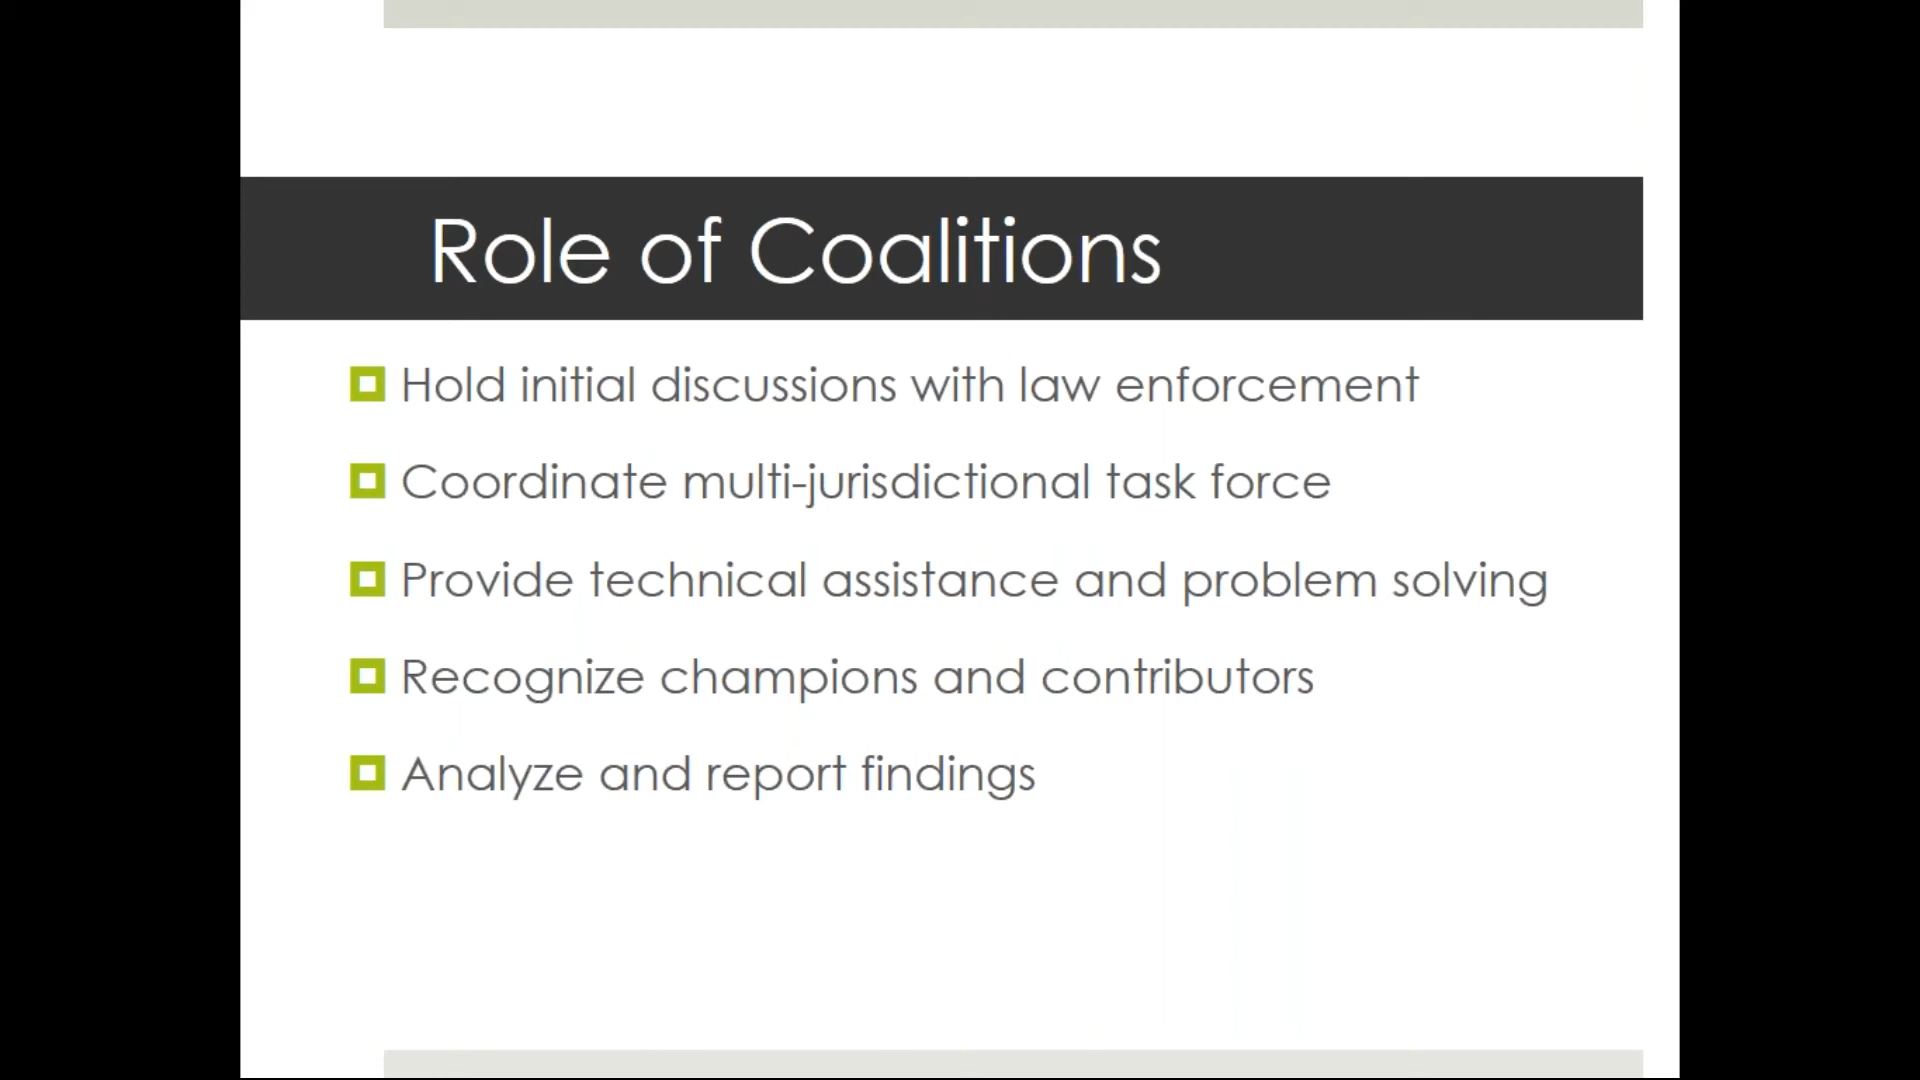 Role of Coalitions
Hold initial discussions with law enforcement
Coordinate multi-jurisdictional task force
Provide technical assistance and problem solving
Recognize champions and contributors
Analyze and report findings